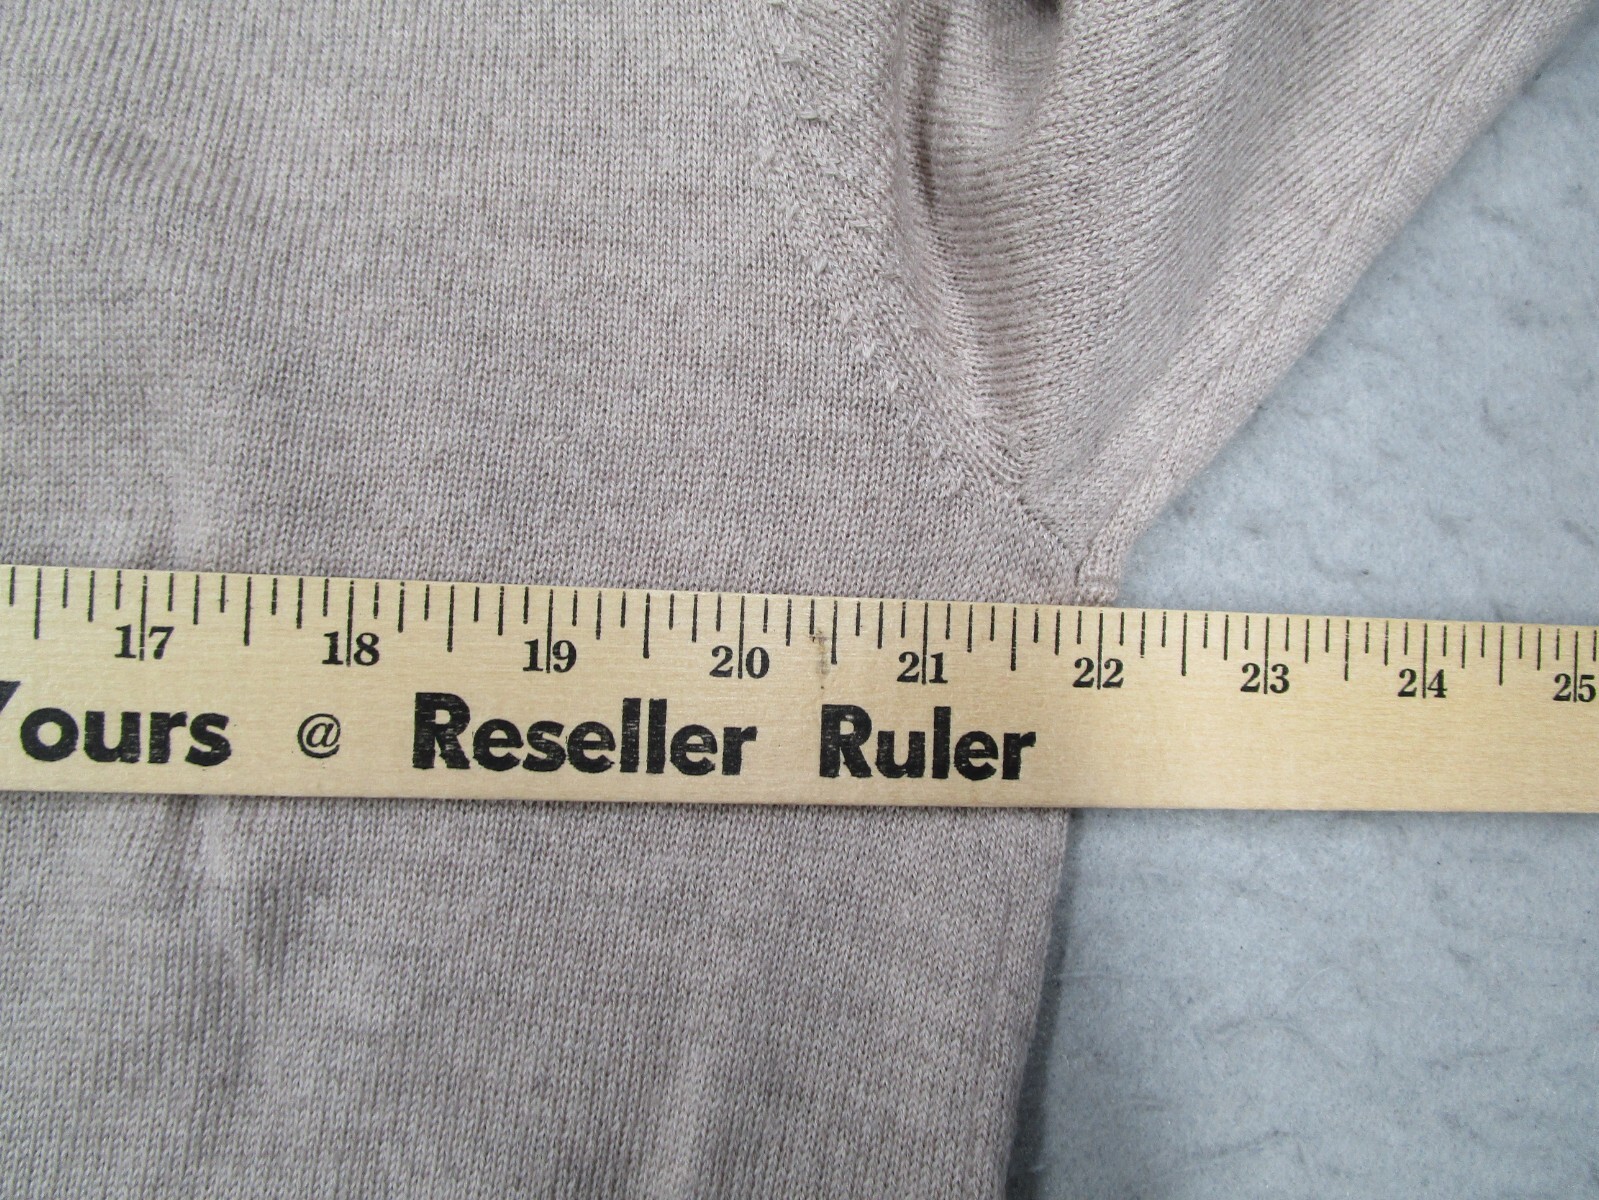 17 18 19 20 21 22 23 24 25
ours @ Reseller Ruler